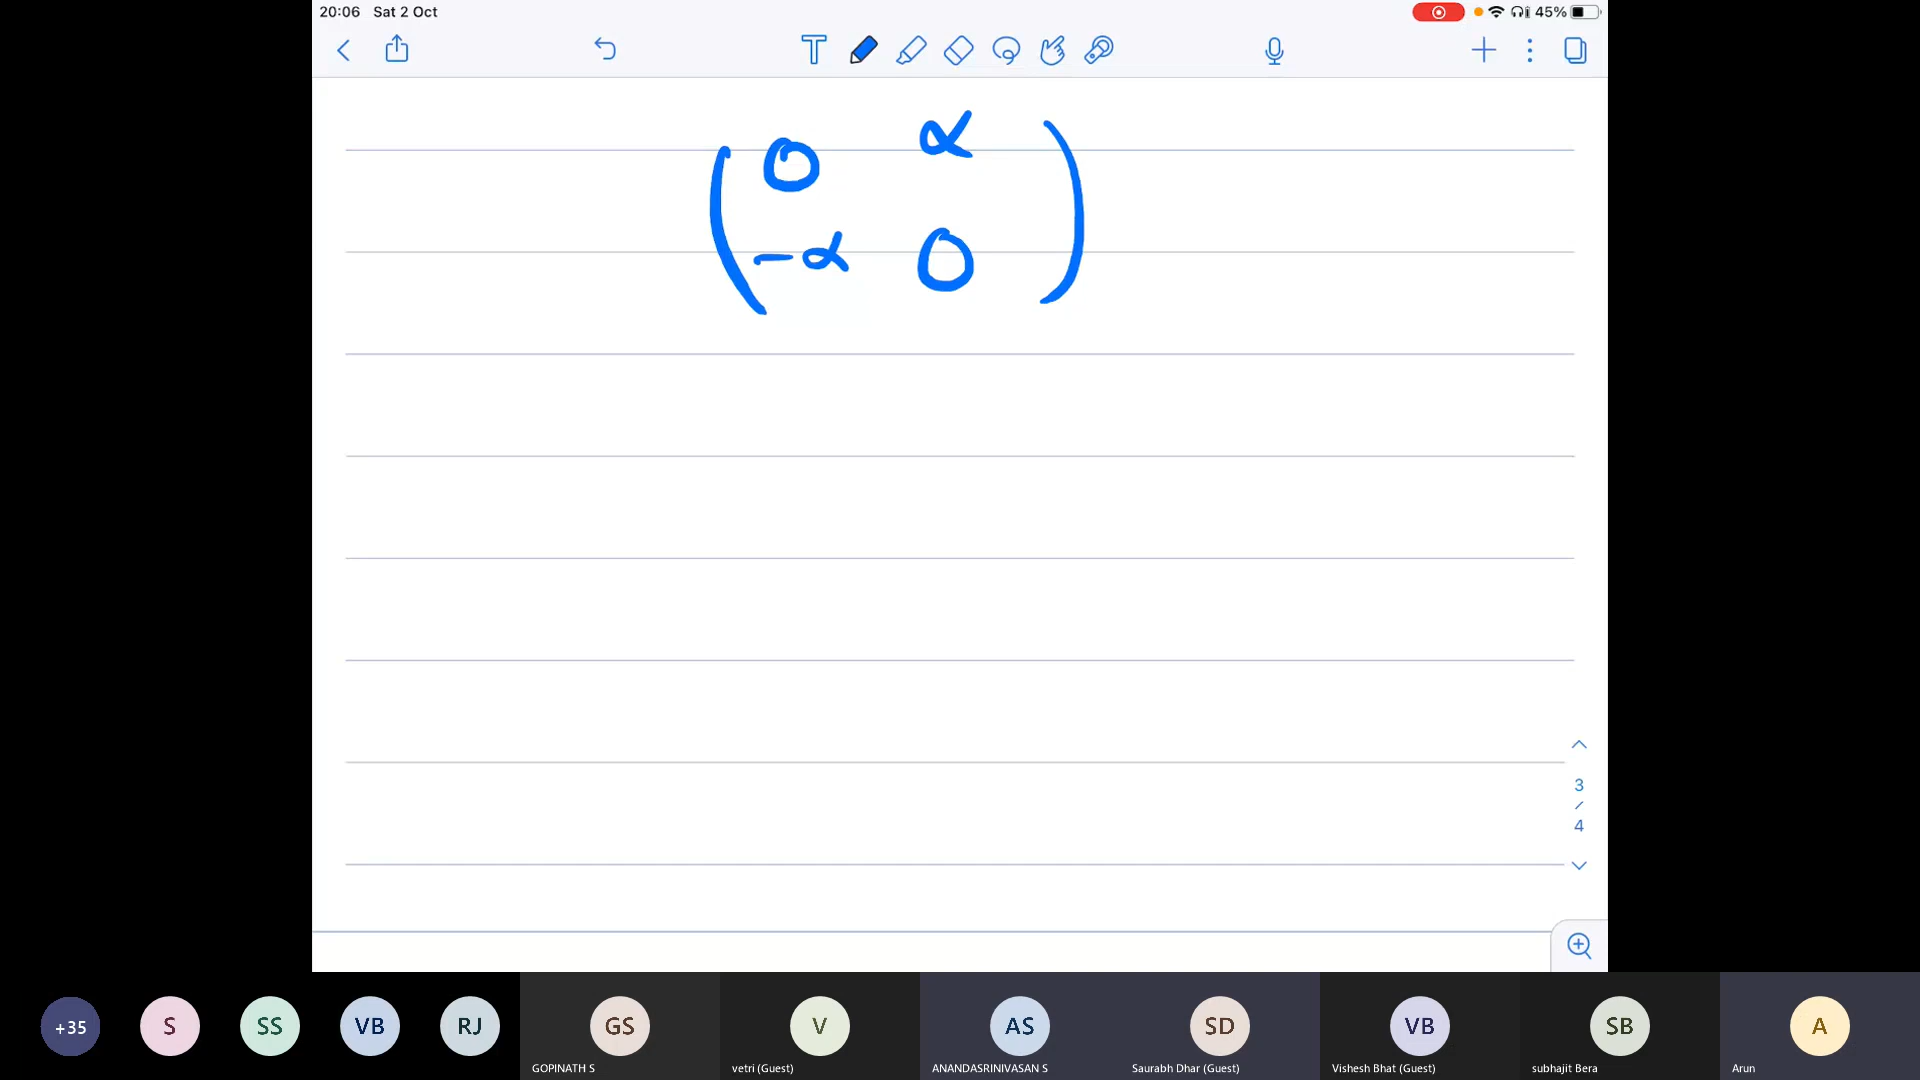 20:06 Sat 2 Oct
45%
T
0 α
-α 0
3
/
4
+35
S
SS
VB
RJ
GS
V
AS
SD
VB
SB
A
GOPINATH S
vetri (Guest)
ANANDASRINIVASAN S
Saurabh Dhar (Guest)
Vishesh Bhat (Guest)
subhajit Bera
Arun